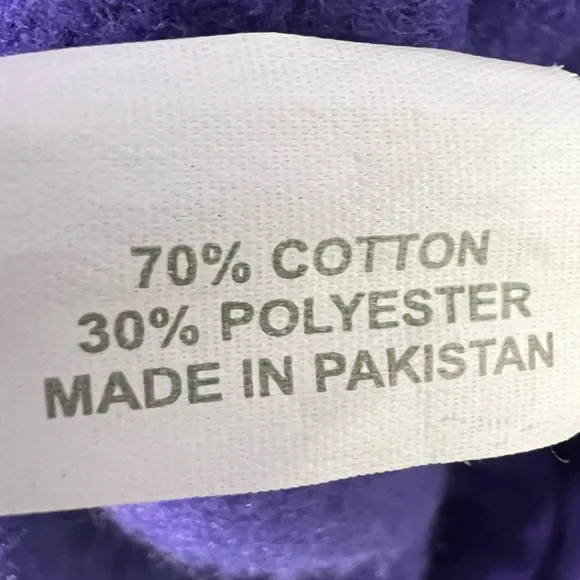 70% COTTON
30% POLYESTER
MADE IN PAKISTAN